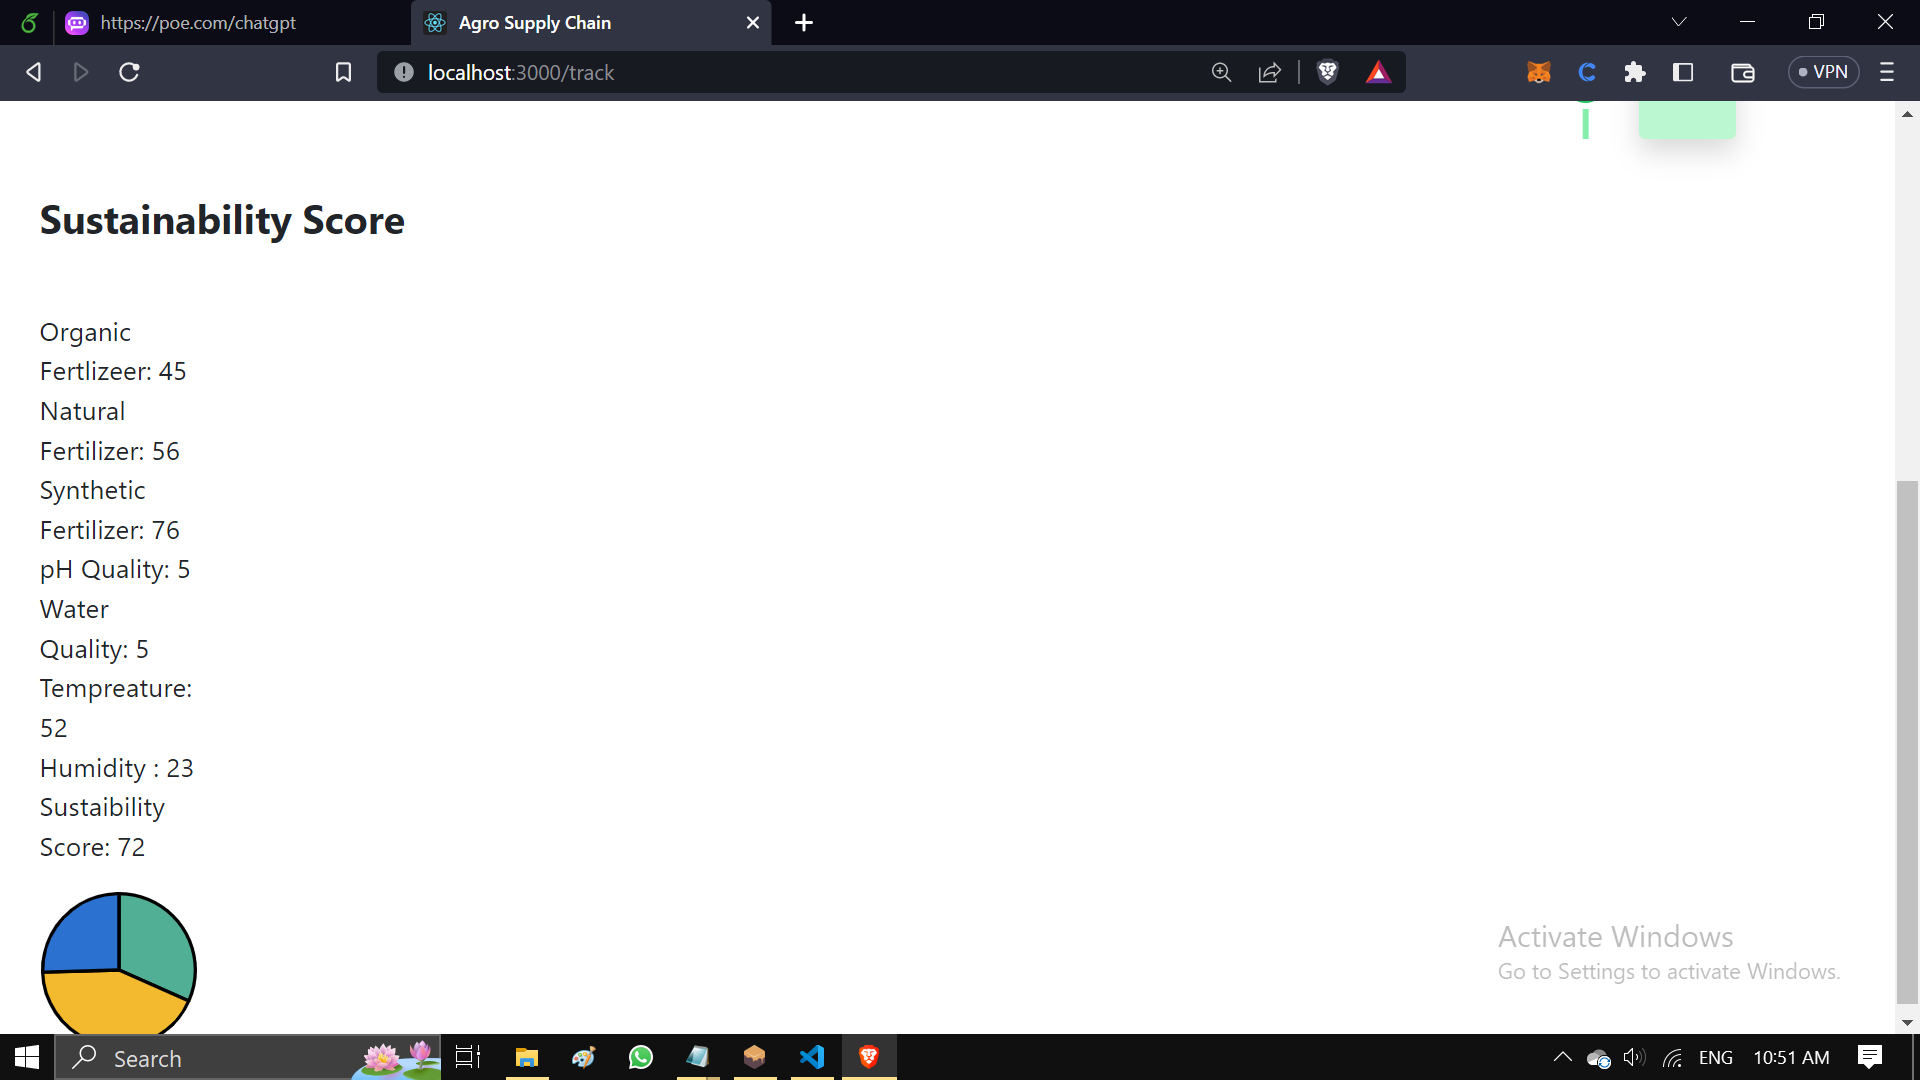 https://poe.com/chatgpt
Agro Supply Chain
localhost:3000/track
VPN
Sustainability Score
Organic
Fertlizeer: 45
Natural
Fertilizer: 56
Synthetic
Fertilizer: 76
pH Quality: 5
Water
Quality: 5
Tempreature:
52
Humidity : 23
Sustaibility
Score: 72
Activate Windows
Go to Settings to activate Windows.
Search
ENG
10:51 AM